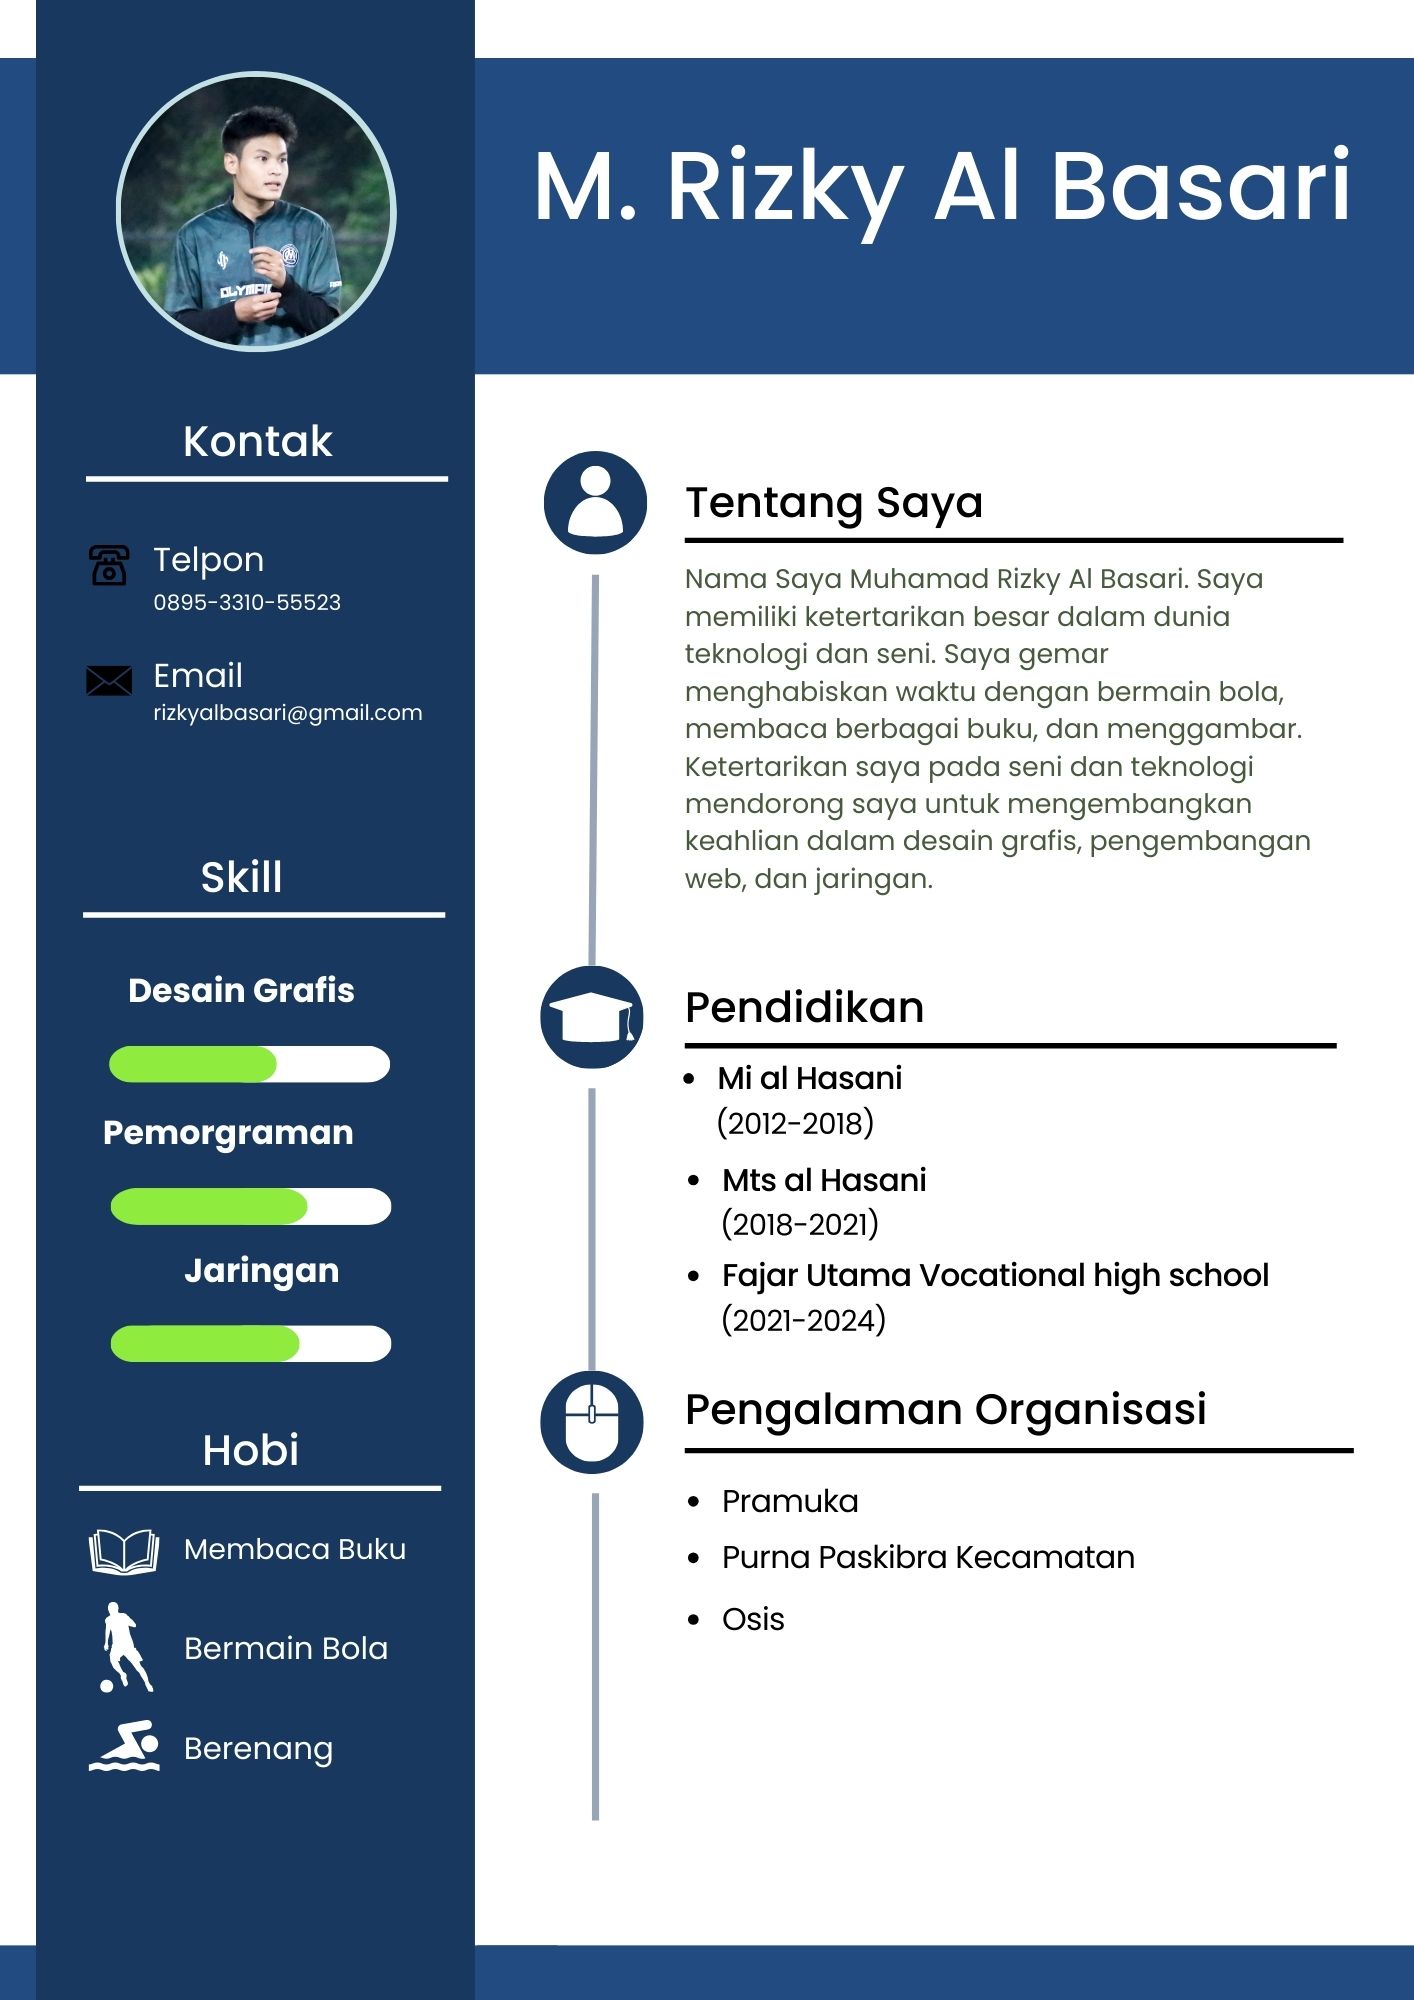 M. Rizky Al Basari
Kontak
Telpon
0895-3310-55523
Email
rizkyalbasari@gmail.com
Skill
Desain Grafis
Pemorgraman
Jaringan
Hobi
Membaca Buku
Bermain Bola
Berenang
Tentang Saya
Nama Saya Muhamad Rizky Al Basari. Saya
memiliki ketertarikan besar dalam dunia
teknologi dan seni. Saya gemar
menghabiskan waktu dengan bermain bola,
membaca berbagai buku, dan menggambar.
Ketertarikan saya pada seni dan teknologi
mendorong saya untuk mengembangkan
keahlian dalam desain grafis, pengembangan
web, dan jaringan.
Pendidikan
• Mi al Hasani
(2012-2018)
• Mts al Hasani
(2018-2021)
• Fajar Utama Vocational high school
(2021-2024)
Pengalaman Organisasi
• Pramuka
• Purna Paskibra Kecamatan
• Osis